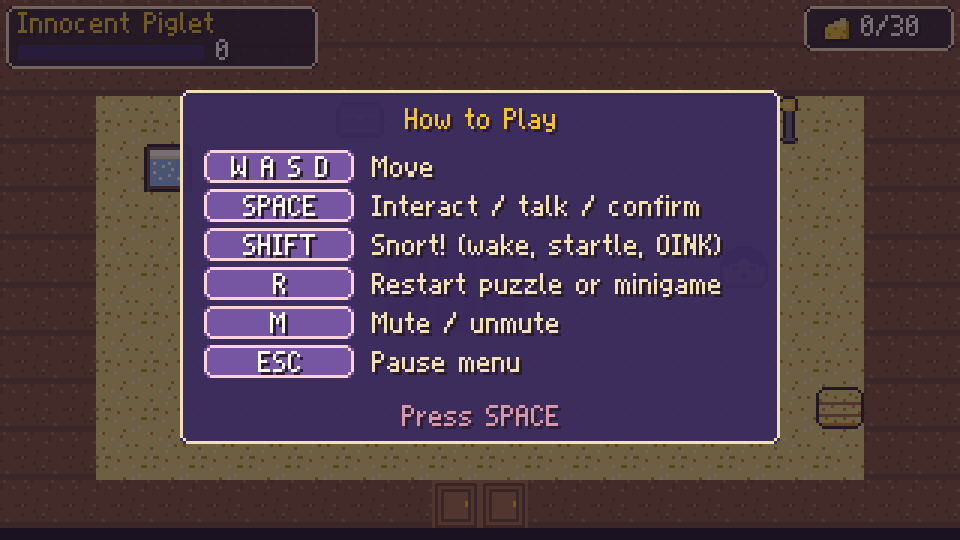 Innocent Piglet
0
0/30
How to Play
W A S D Move
SPACE Interact / talk / confirm
SHIFT Snort! (wake, startle, OINK)
R Restart puzzle or minigame
M Mute / unmute
ESC Pause menu
Press SPACE